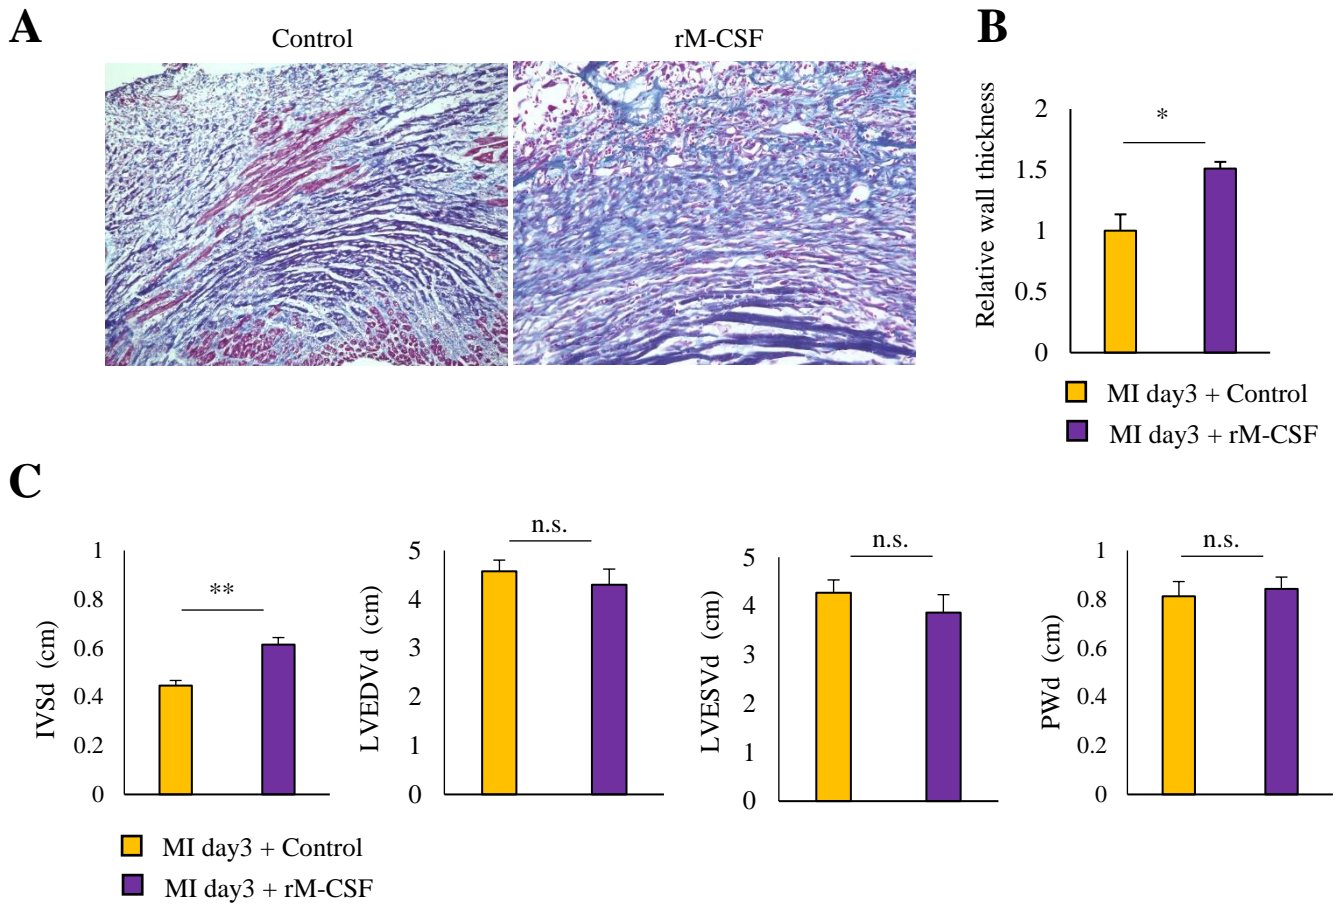 A
Control
rM-CSF
B
Relative wall thickness
2
1.5
1
0.5
0
*
MI day3 + Control
MI day3 + rM-CSF
C
IVSd (cm)
1
0.8
0.6
0.4
0.2
0
**
LVEDVd (cm)
5
4
3
2
1
0
n.s.
LVESVd (cm)
5
4
3
2
1
0
n.s.
PWd (cm)
1
0.8
0.6
0.4
0.2
0
n.s.
MI day3 + Control
MI day3 + rM-CSF